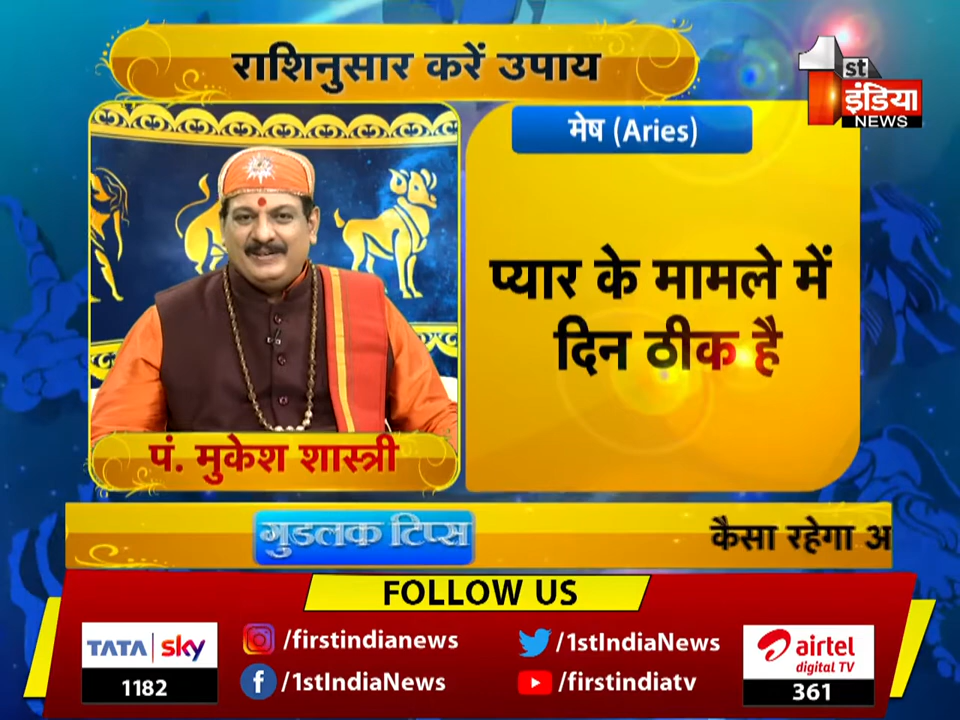 राशिनुसार करें उपाय
1st
इंडिया
NEWS
मेष (Aries)
प्यार के मामले में
दिन ठीक है
पं. मुकेश शास्त्री
गुडलक टिप्स
कैसा रहेगा अ
FOLLOW US
TATA sky
1182
/firstindianews
/1stIndiaNews
/1stIndiaNews
/firstindiatv
airtel
digital TV
361